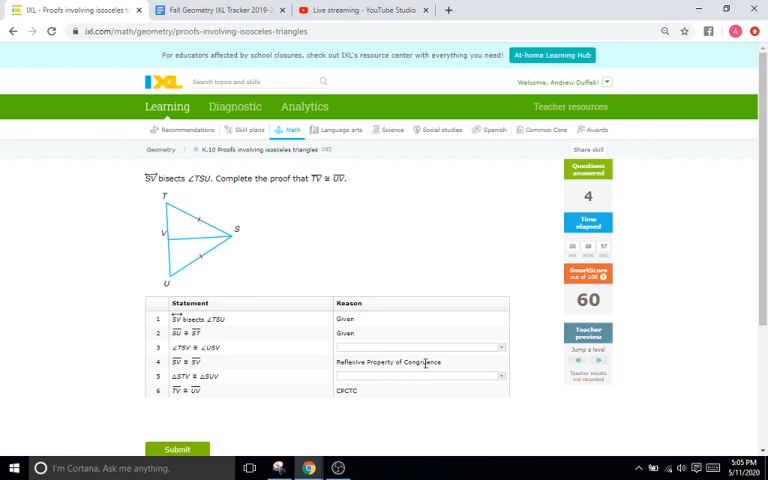 IXL - Proofs involving isosceles t
Fall Geometry IXL Tracker 2019-2
Live streaming - YouTube Studio
ixl.com/math/geometry/proofs-involving-isosceles-triangles
A
For educators affected by school closures, check out IXL's resource center with everything you need!
At-home Learning Hub
IXL
Search topics and skills
Welcome, Andrew Duffek!
Learning
Diagnostic
Analytics
Teacher resources
Recommendations
Skill plans
Math
Language arts
Science
Social studies
Spanish
Common Core
Awards
Geometry
K.10 Proofs involving isosceles triangles V45
Share skill
SV bisects ∠TSU. Complete the proof that TV ≅ UV.
T
V
S
U
Statement Reason
1 SV bisects ∠TSU Given
2 SU ≅ ST Given
3 ∠TSV ≅ ∠USV
4 SV ≅ SV Reflexive Property of Congruence
5 △STV ≅ △SUV
6 TV ≅ UV CPCTC
Submit
Questions answered
4
Time elapsed
00 08 57
HR MIN SEC
SmartScore
out of 100
60
Teacher preview
Jump a level
Teacher results not recorded
I'm Cortana. Ask me anything.
5:05 PM
5/11/2020